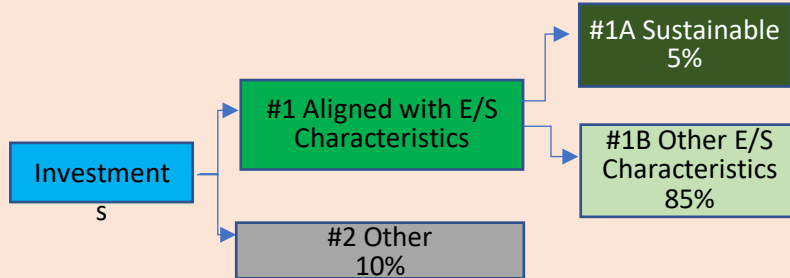 #1A Sustainable
5%
#1 Aligned with E/S
Characteristics
#1B Other E/S
Characteristics
85%
Investment
s
#2 Other
10%